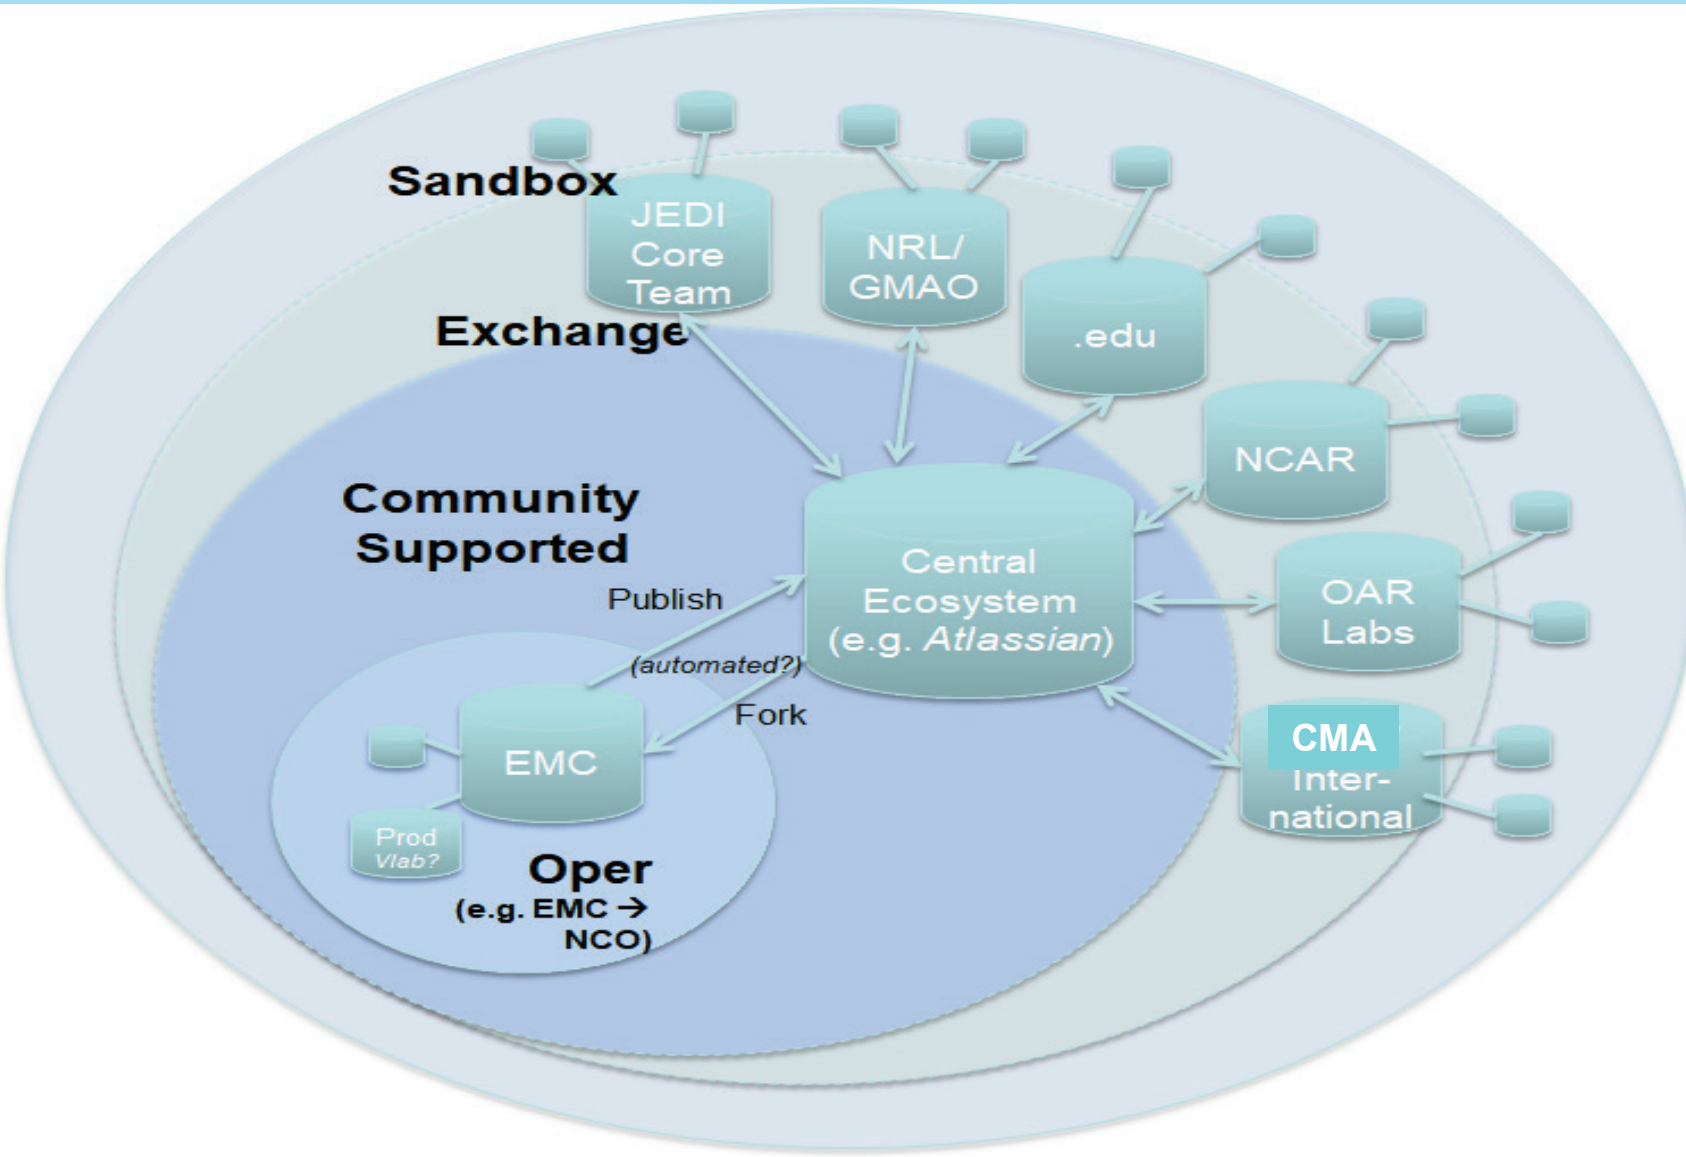 Sandbox
JEDI
Core
Team
NRL/
GMAO
.edu
Exchange
NCAR
Community
Supported
Central
Ecosystem
(e.g. Atlassian)
Publish
(automated?)
Fork
OAR
Labs
CMA
Inter-
national
EMC
Prod
Vlab?
Oper
(e.g. EMC →
NCO)